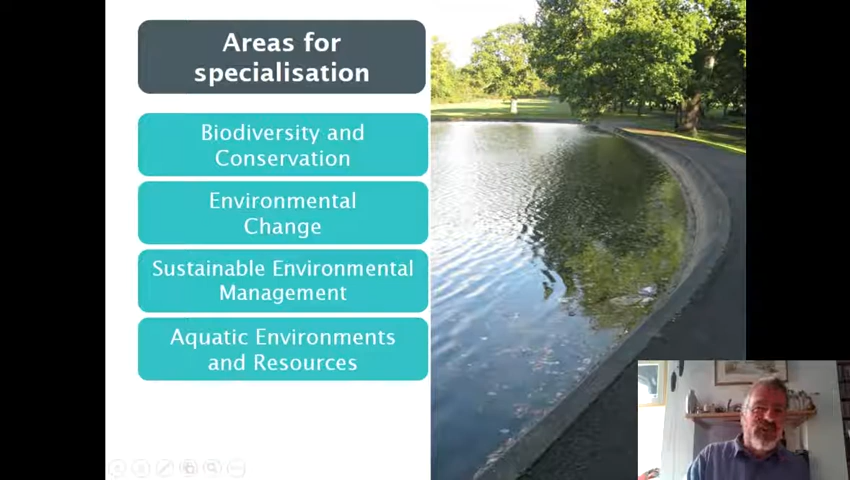 Areas for
specialisation
Biodiversity and
Conservation
Environmental
Change
Sustainable Environmental
Management
Aquatic Environments
and Resources